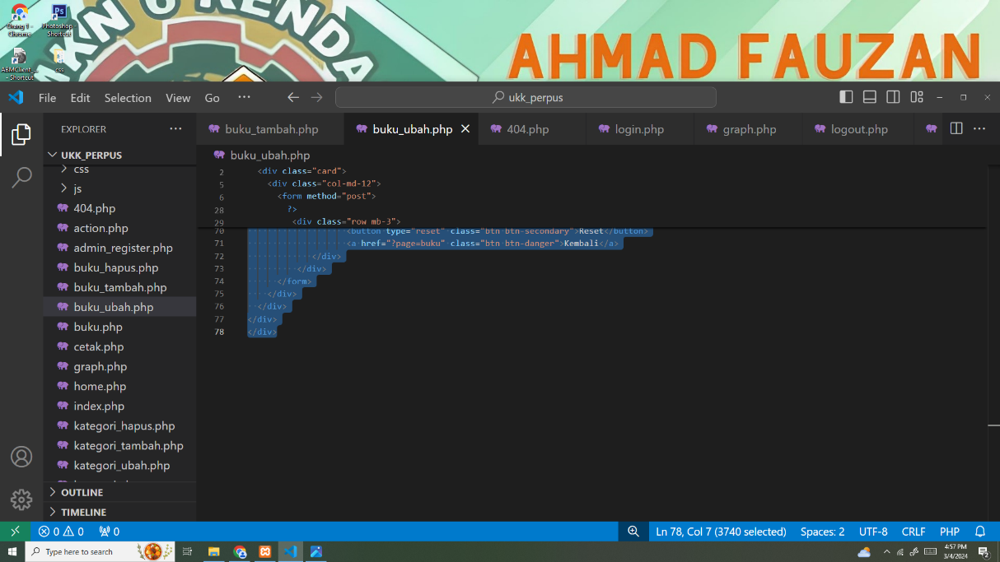 KN 6 RENDA
AHMAD FAUZAN
Orang 1 -
Chrome
Photoshop -
Shortcut
ABMClient_...
- Shortcut
css
File Edit Selection View Go ... ukk_perpus
EXPLORER ...
UKK_PERPUS
css
js
404.php
action.php
admin_register.php
buku_hapus.php
buku_tambah.php
buku_ubah.php
buku.php
cetak.php
graph.php
home.php
index.php
kategori_hapus.php
kategori_tambah.php
kategori_ubah.php
OUTLINE
TIMELINE
buku_tambah.php buku_ubah.php 404.php login.php graph.php logout.php ...
buku_ubah.php
2 <div class="card">
5 <div class="col-md-12">
6 <form method="post">
28 ?>
29 <div class="row mb-3">
70 <button type="reset" class="btn btn-secondary">Reset</button>
71 <a href="?page=buku" class="btn btn-danger">Kembali</a>
72 </div>
73 </div>
74 </form>
75 </div>
76 </div>
77 </div>
78 </div>
0 0 0 Ln 78, Col 7 (3740 selected) Spaces: 2 UTF-8 CRLF PHP
Type here to search
4:57 PM
3/4/2024
2